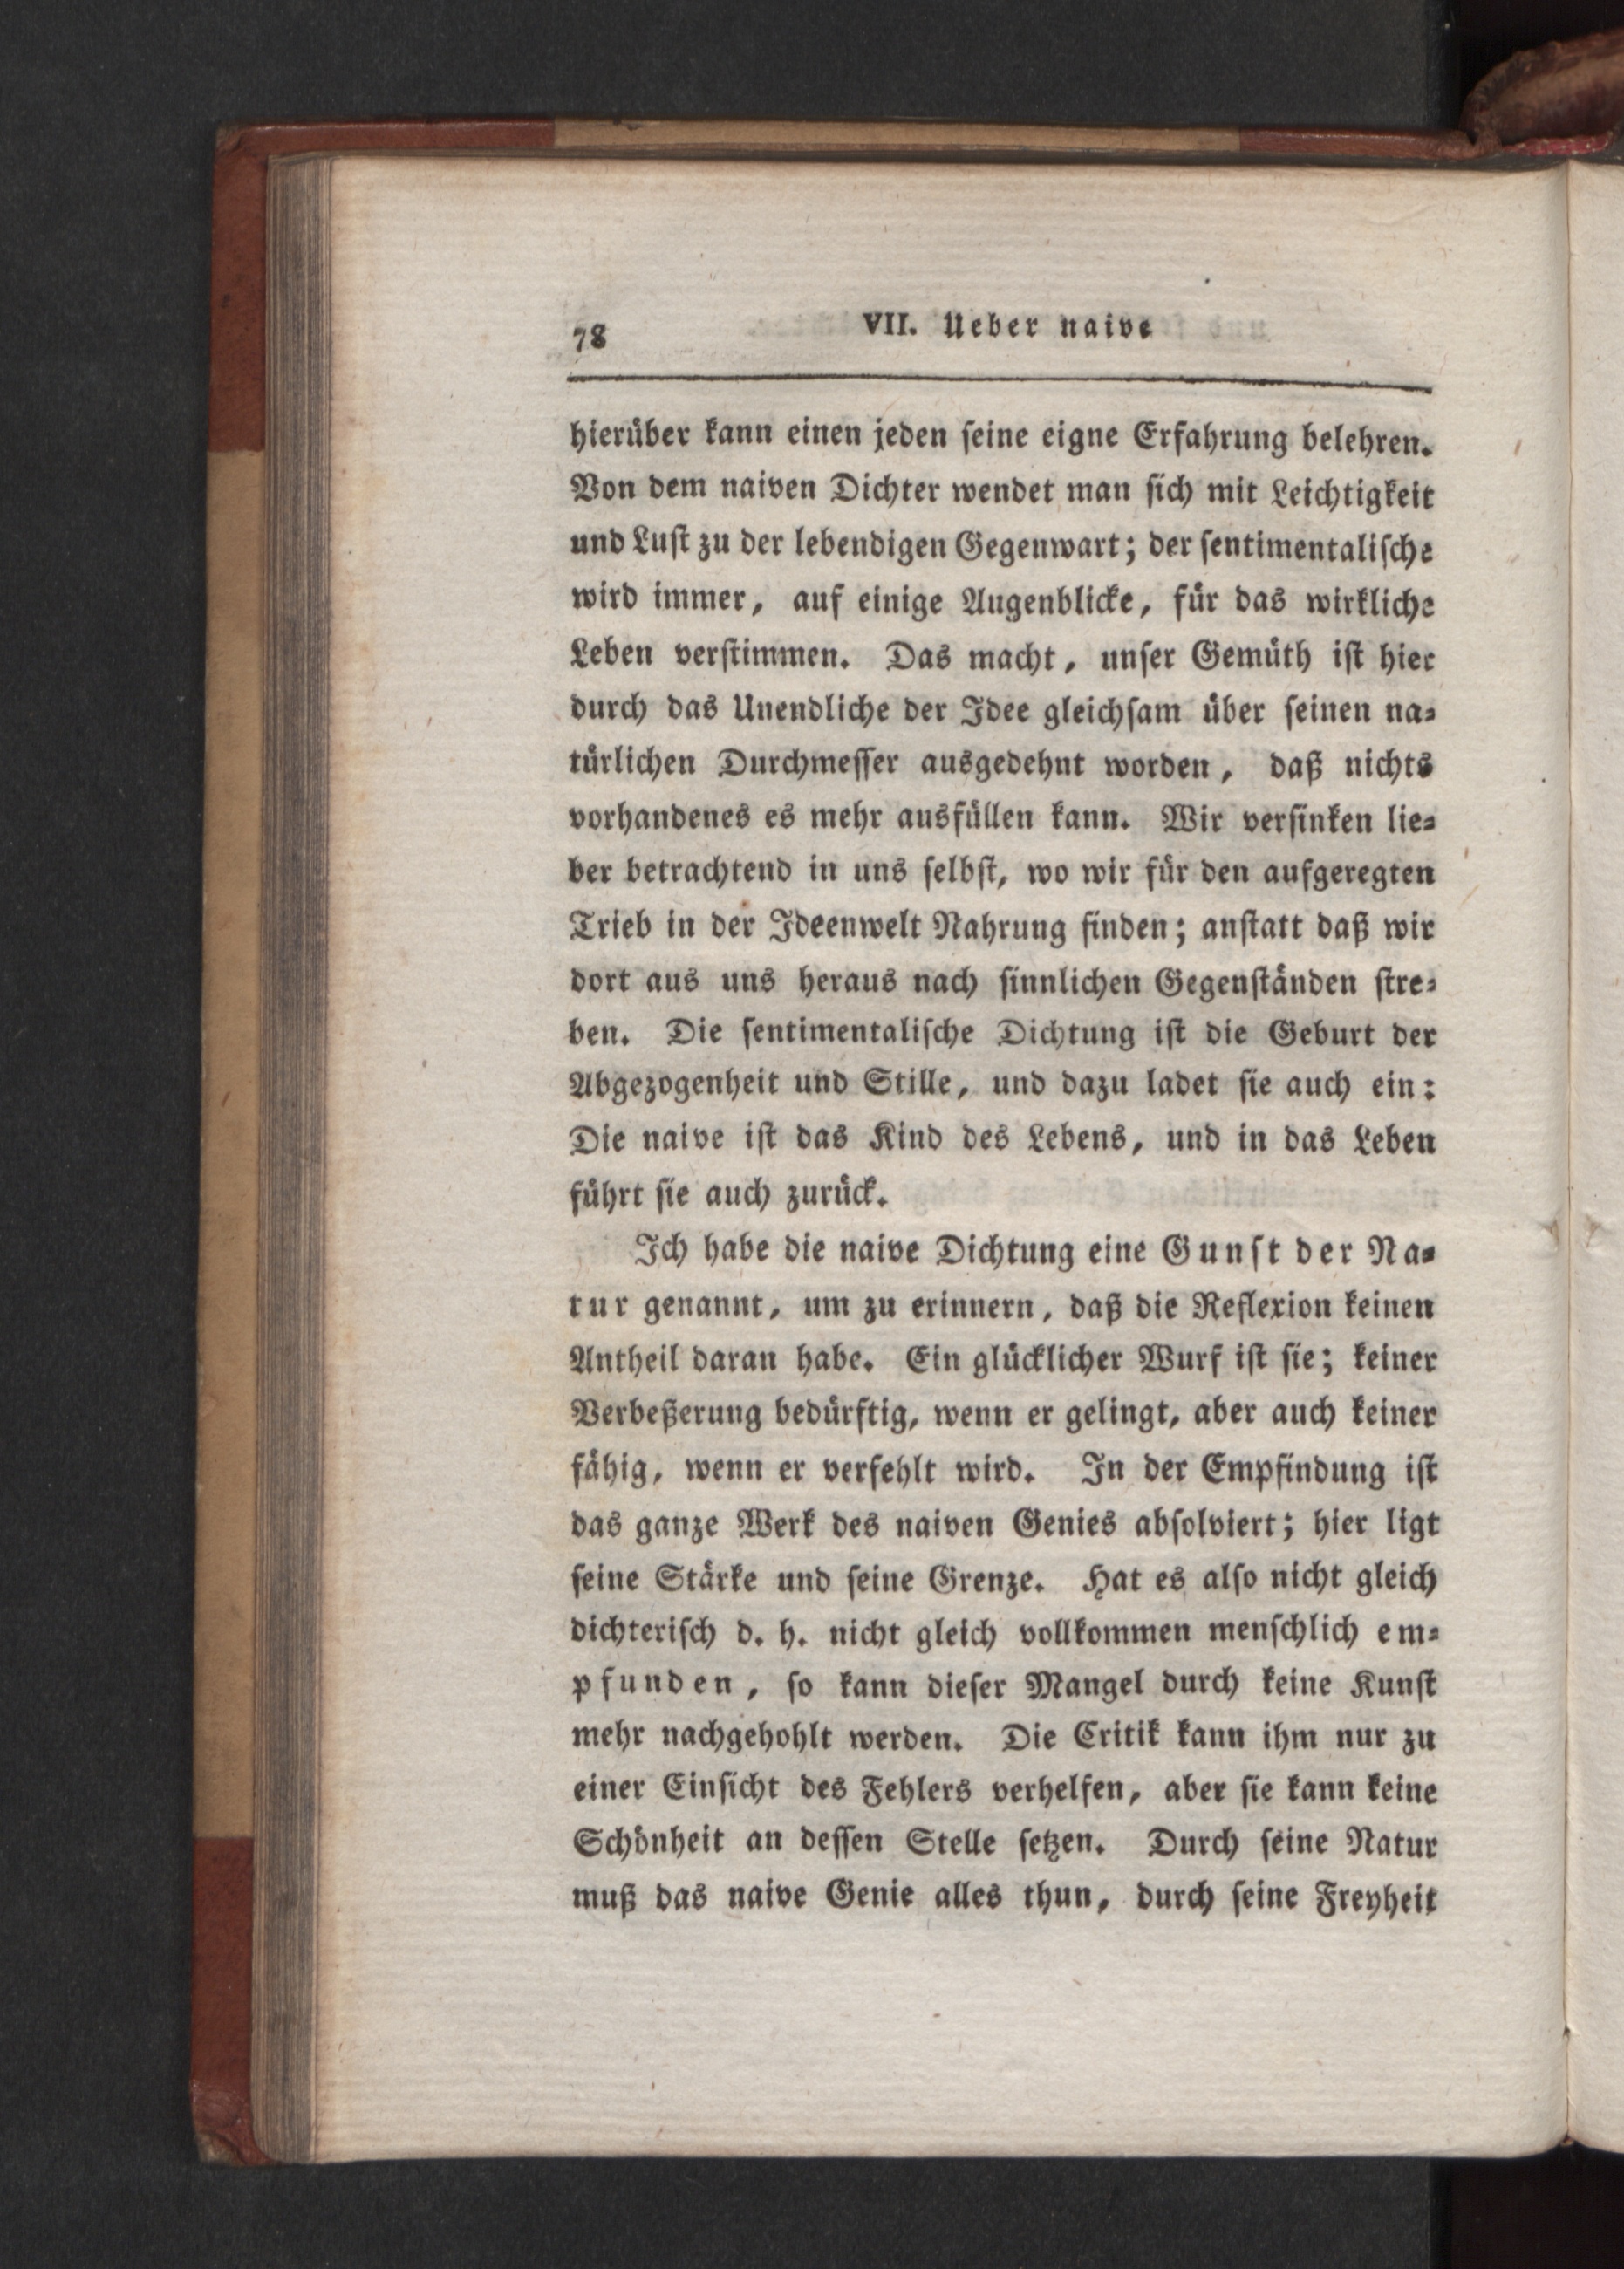 78 VII. Ueber naive
hierüber kann einen jeden ſeine eigne Erfahrung belehren.
Von dem naiven Dichter wendet man ſich mit Leichtigkeit
und Luſt zu der lebendigen Gegenwart; der ſentimentaliſche
wird immer, auf einige Augenblicke, für das wirkliche
Leben verſtimmen. Das macht, unſer Gemüth iſt hier
durch das Unendliche der Idee gleichſam über ſeinen na⸗
türlichen Durchmeſſer ausgedehnt worden, daß nichts
vorhandenes es mehr ausfüllen kann. Wir verſinken lie⸗
ber betrachtend in uns ſelbſt, wo wir für den aufgeregten
Trieb in der Ideenwelt Nahrung finden; anſtatt daß wir
dort aus uns heraus nach ſinnlichen Gegenſtänden ſtre⸗
ben. Die ſentimentaliſche Dichtung iſt die Geburt der
Abgezogenheit und Stille, und dazu ladet ſie auch ein:
Die naive iſt das Kind des Lebens, und in das Leben
führt ſie auch zurück.
Ich habe die naive Dichtung eine Gunſt der Na⸗
tur genannt, um zu erinnern, daß die Reflexion keinen
Antheil daran habe. Ein glücklicher Wurf iſt ſie; keiner
Verbeßerung bedürftig, wenn er gelingt, aber auch keiner
fähig, wenn er verfehlt wird. In der Empfindung iſt
das ganze Werk des naiven Genies abſolviert; hier ligt
ſeine Stärke und ſeine Grenze. Hat es alſo nicht gleich
dichteriſch d. h. nicht gleich vollkommen menſchlich em⸗
pfunden, ſo kann dieſer Mangel durch keine Kunſt
mehr nachgehohlt werden. Die Critik kann ihm nur zu
einer Einſicht des Fehlers verhelfen, aber ſie kann keine
Schönheit an deſſen Stelle ſetzen. Durch ſeine Natur
muß das naive Genie alles thun, durch ſeine Freyheit